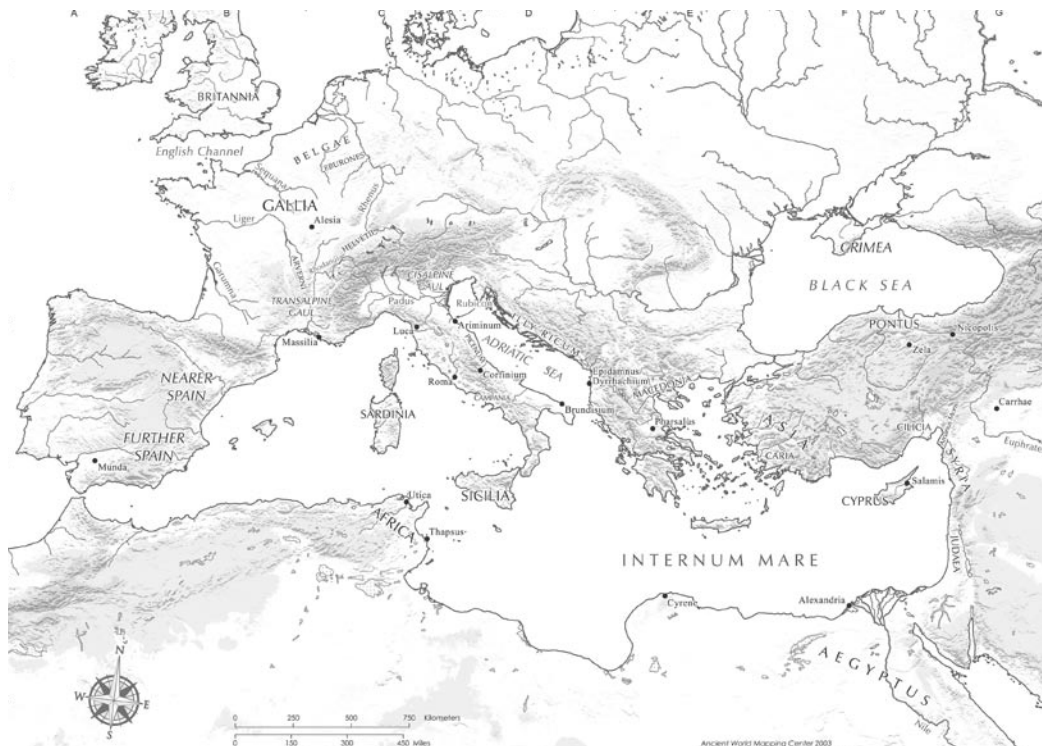 A B C D E F G
BRITANNIA
English Channel
BELGAE
EBURONES
Sequana
Rhenus
GALLIA
Liger
Alesia
HELVETII
ARVERNI
Garumna
CISALPINE
GAUL
TRANSALPINE
GAUL
Padus
Rubicon
CRIMEA
BLACK SEA
Massilia
Luca
Ariminum
ILLYRICUM
PICENUM
ADRIATIC SEA
PONTUS
Nicopolis
Zela
NEARER
SPAIN
Roma
Corfinium
Epidamnus/
Dyrrhachium
MACEDONIA
CAMPANIA
Brundisium
SARDINIA
Carrhae
FURTHER
SPAIN
Munda
Pharsalus
ASIA
CARIA
CILICIA
Euphrate
SYRIA
Utica
SICILIA
CYPRUS
Salamis
AFRICA
Thapsus
INTERNUM MARE
JUDAEA
Cyrene
Alexandria
AEGYPTUS
Nile
N
W E
S
0 250 500 750 Kilometers
0 150 300 450 Miles
Ancient World Mapping Center 2003